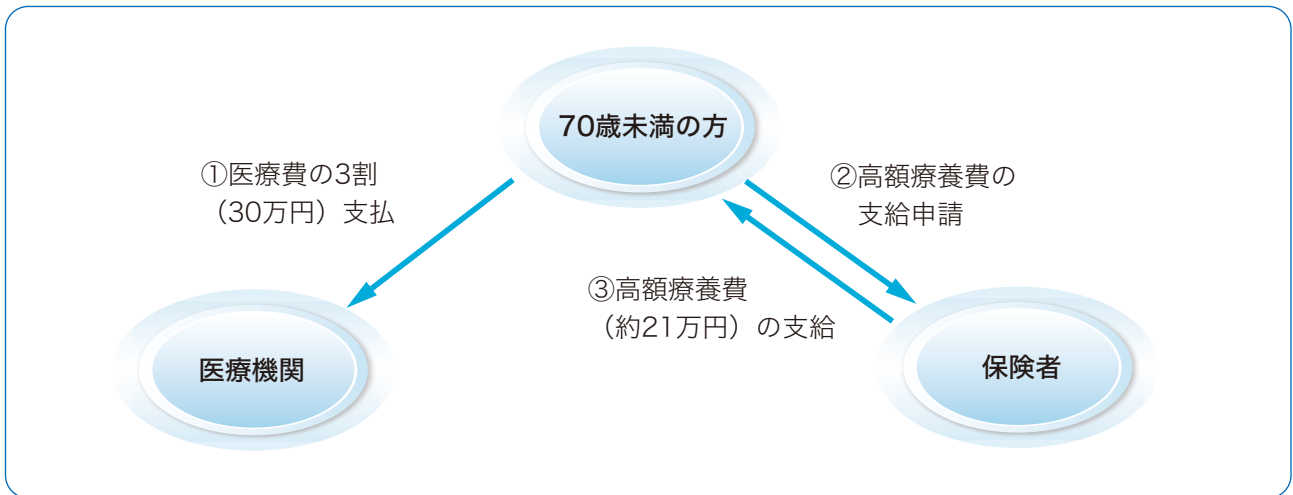 70歳未満の方
①医療費の3割
（30万円）支払
②高額療養費の
支給申請
③高額療養費
（約21万円）の支給
医療機関
保険者